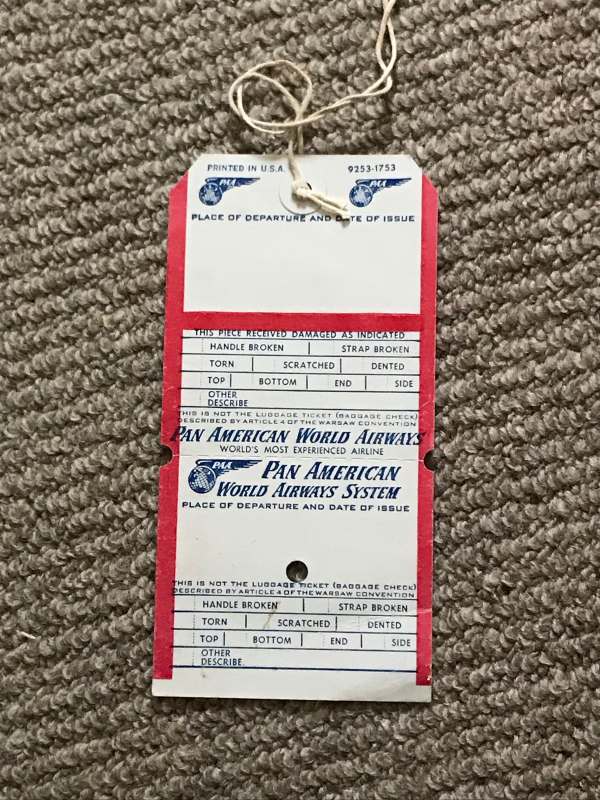 PRINTED IN U.S.A. 9253-1753
PAA PAA
PLACE OF DEPARTURE AND DATE OF ISSUE
THIS PIECE RECEIVED DAMAGED AS INDICATED
HANDLE BROKEN STRAP BROKEN
TORN SCRATCHED DENTED
TOP BOTTOM END SIDE
OTHER
DESCRIBE
THIS IS NOT THE LUGGAGE TICKET (BAGGAGE CHECK)
DESCRIBED BY ARTICLE 4 OF THE WARSAW CONVENTION
PAN AMERICAN WORLD AIRWAYS
WORLD'S MOST EXPERIENCED AIRLINE
PAA PAN AMERICAN
WORLD AIRWAYS SYSTEM
PLACE OF DEPARTURE AND DATE OF ISSUE
THIS IS NOT THE LUGGAGE TICKET (BAGGAGE CHECK)
DESCRIBED BY ARTICLE 4 OF THE WARSAW CONVENTION
HANDLE BROKEN STRAP BROKEN
TORN SCRATCHED DENTED
TOP BOTTOM END SIDE
OTHER
DESCRIBE.